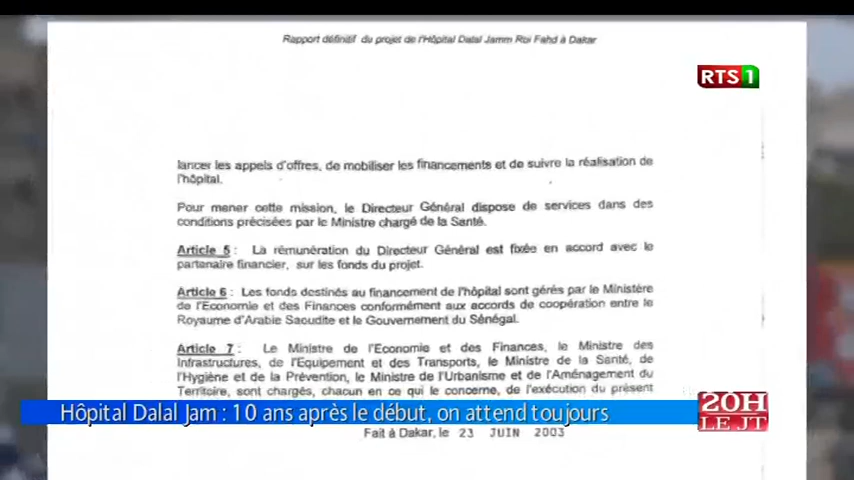 Rapport définitif du projet de l'Hôpital Dalal Jamm Roi Fahd à Dakar
RTS 1
lancer les appels d'offres, de mobiliser les financements et de suivre la réalisation de
l'hôpital.
Pour mener cette mission, le Directeur Général dispose de services dans des
conditions précisées par le Ministre chargé de la Santé.
Article 5 : La rémunération du Directeur Général est fixée en accord avec le
partenaire financier, sur les fonds du projet.
Article 6 : Les fonds destinés au financement de l'hôpital sont gérés par le Ministère
de l'Economie et des Finances conformément aux accords de coopération entre le
Royaume d'Arabie Saoudite et le Gouvernement du Sénégal.
Article 7 : Le Ministre de l'Economie et des Finances, le Ministre des
Infrastructures, de l'Equipement et des Transports, le Ministre de la Santé, de
l'Hygiène et de la Prévention, le Ministre de l'Urbanisme et de l'Aménagement du
Territoire, sont chargés, chacun en ce qui le concerne, de l'exécution du présent
Hôpital Dalal Jam : 10 ans après le début, on attend toujours
20H
LE JT
Fait à Dakar, le 23 JUIN 2003